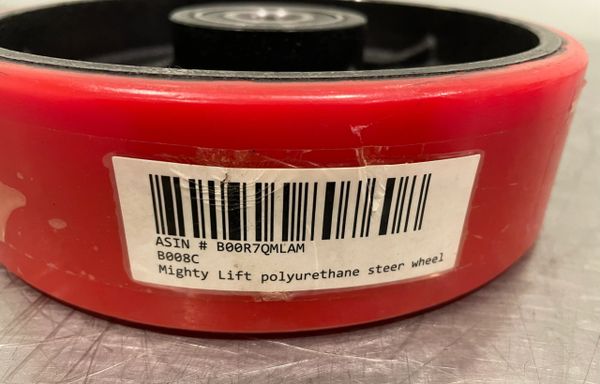 ASIN # B00R7QMLAM
B008C
Mighty Lift polyurethane steer wheel